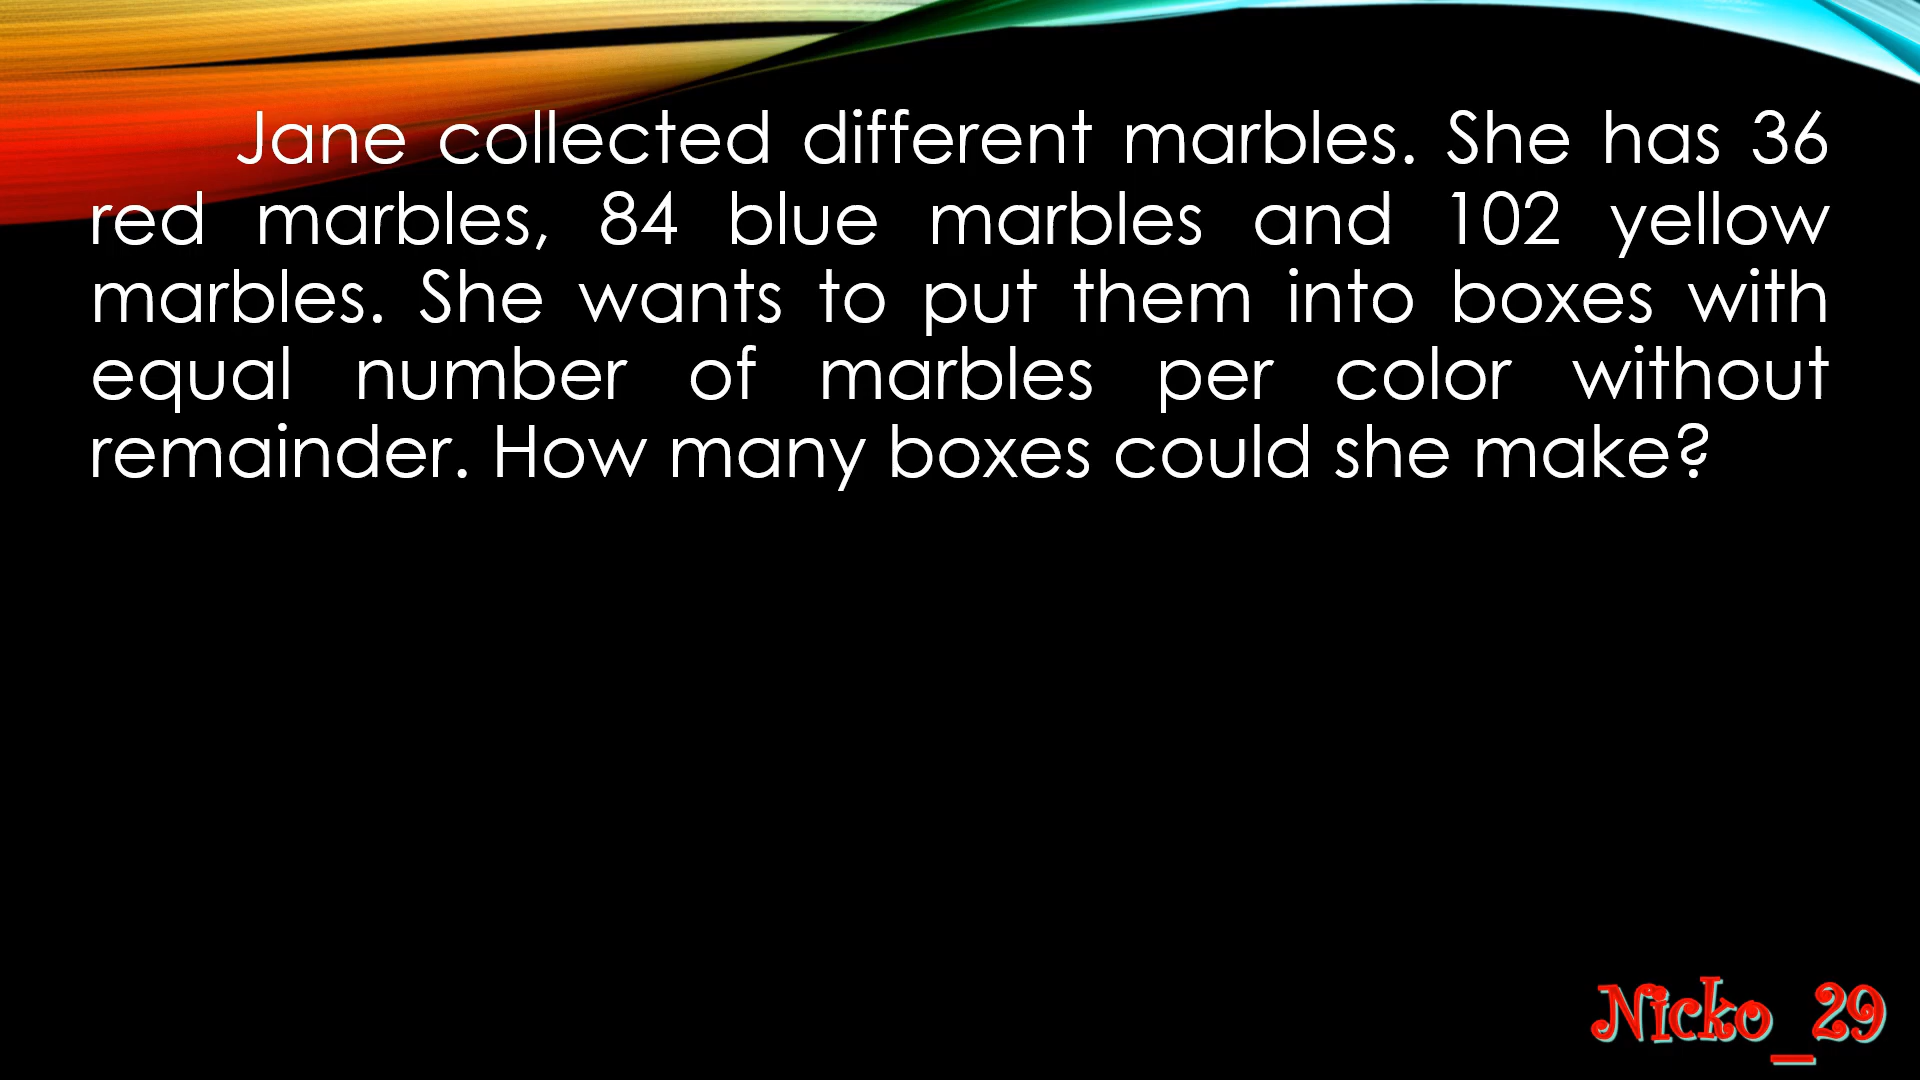 Jane collected different marbles. She has 36
red marbles, 84 blue marbles and 102 yellow
marbles. She wants to put them into boxes with
equal number of marbles per color without
remainder. How many boxes could she make?
Nicko_29